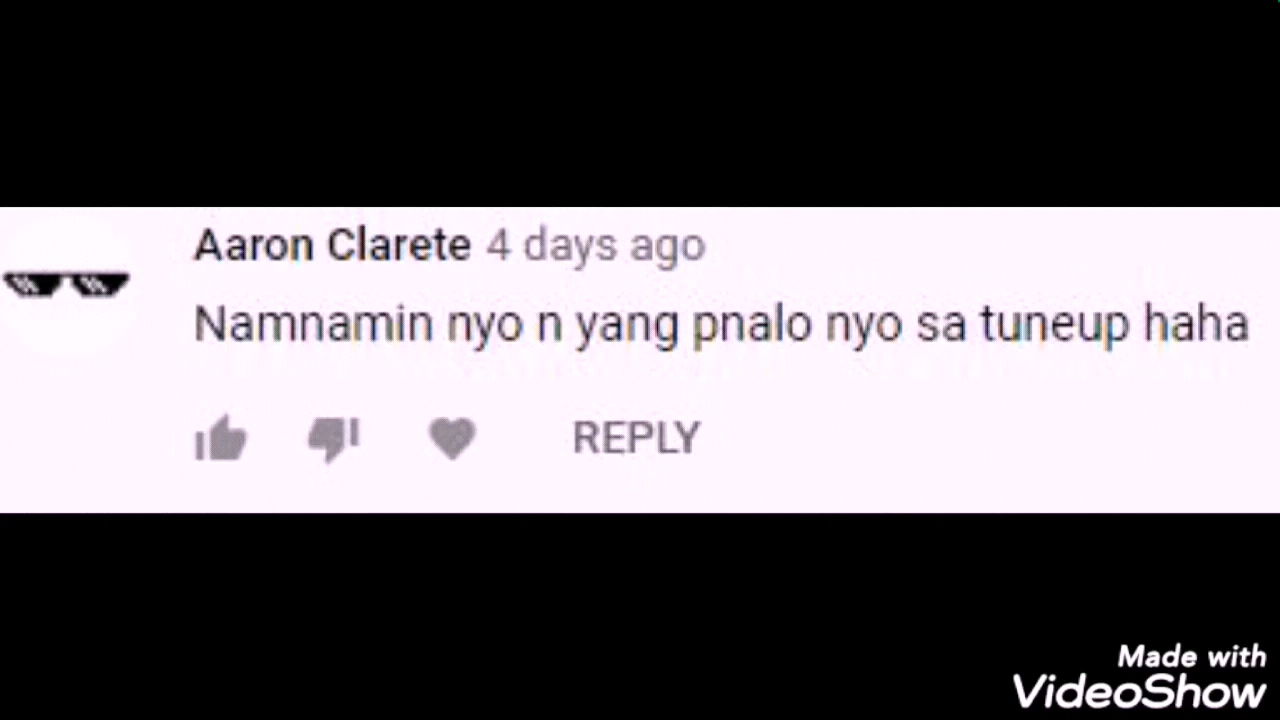 Aaron Clarete 4 days ago
Namnamin nyo n yang pnalo nyo sa tuneup haha
REPLY
Made with
VideoShow